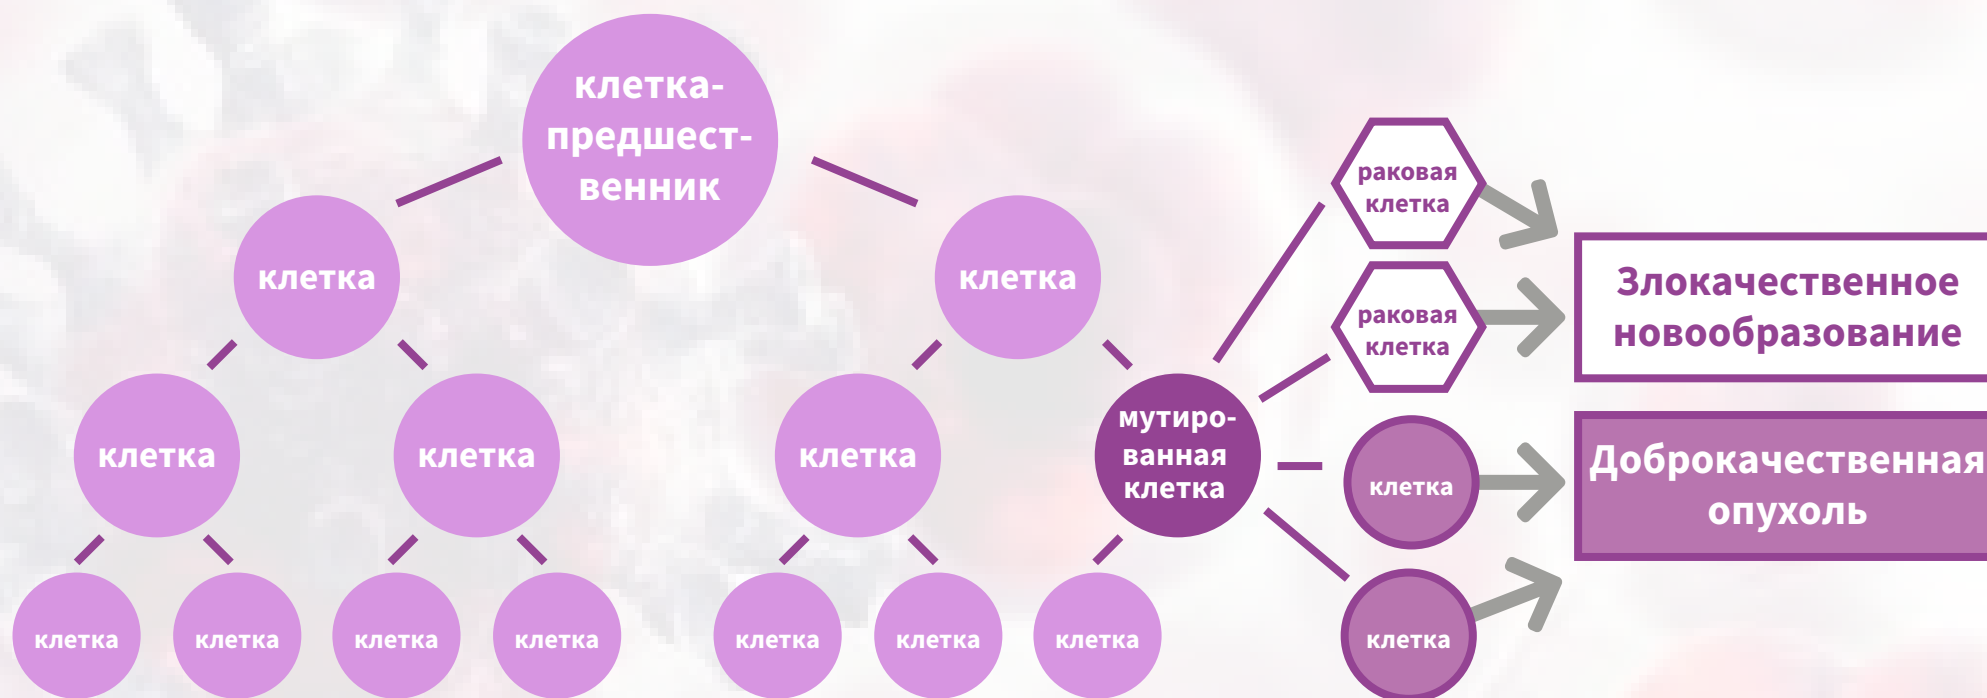 клетка-
предшест-
венник
клетка
клетка
клетка
клетка
клетка
мутиро-
ванная
клетка
клетка
клетка
клетка
клетка
клетка
клетка
клетка
раковая
клетка
раковая
клетка
клетка
клетка
Злокачественное
новообразование
Доброкачественная
опухоль